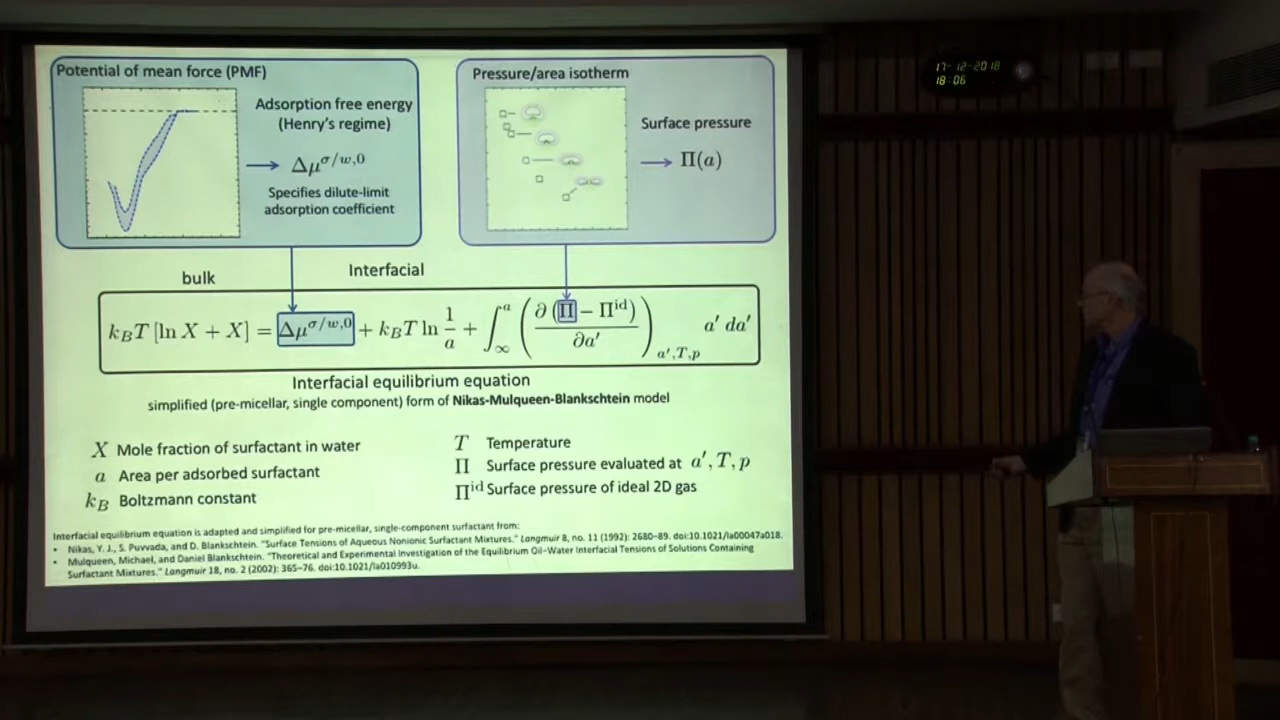 Potential of mean force (PMF)
Adsorption free energy
(Henry's regime)
Δμ^{σ/w,0}
Specifies dilute-limit
adsorption coefficient
Pressure/area isotherm
Surface pressure
Π(a)
bulk
Interfacial
k_B T [ln X + X] = Δμ^{σ/w,0} + k_B T ln 1/a + ∫_∞^a (∂(Π − Π^{id})/∂a')_{a',T,p} a' da'
Interfacial equilibrium equation
simplified (pre-micellar, single component) form of Nikas-Mulqueen-Blankschtein model
X Mole fraction of surfactant in water
a Area per adsorbed surfactant
k_B Boltzmann constant
T Temperature
Π Surface pressure evaluated at a', T, p
Π^{id} Surface pressure of ideal 2D gas
Interfacial equilibrium equation is adapted and simplified for pre-micellar, single-component surfactant from:
• Nikas, Y. J., S. Puvvada, and D. Blankschtein. "Surface Tensions of Aqueous Nonionic Surfactant Mixtures." Langmuir 8, no. 11 (1992): 2680–89. doi:10.1021/la00047a018.
• Mulqueen, Michael, and Daniel Blankschtein. "Theoretical and Experimental Investigation of the Equilibrium Oil–Water Interfacial Tensions of Solutions Containing
Surfactant Mixtures." Langmuir 18, no. 2 (2002): 365–76. doi:10.1021/la010993u.
17-12-2018
18:06